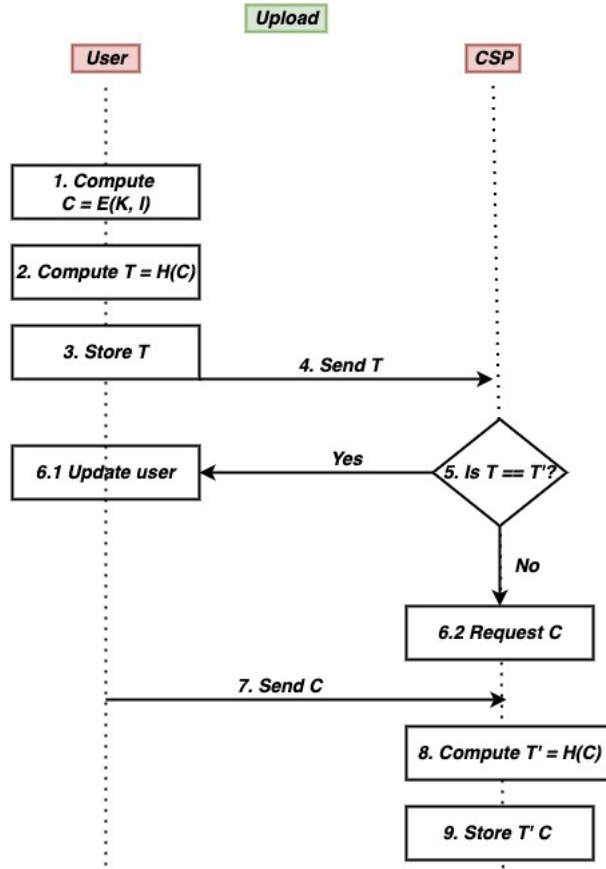 Upload
User
CSP
1. Compute
C = E(K, I)
2. Compute T = H(C)
3. Store T
4. Send T
6.1 Update user
Yes
5. Is T == T'?
No
6.2 Request C
7. Send C
8. Compute T' = H(C)
9. Store T' C